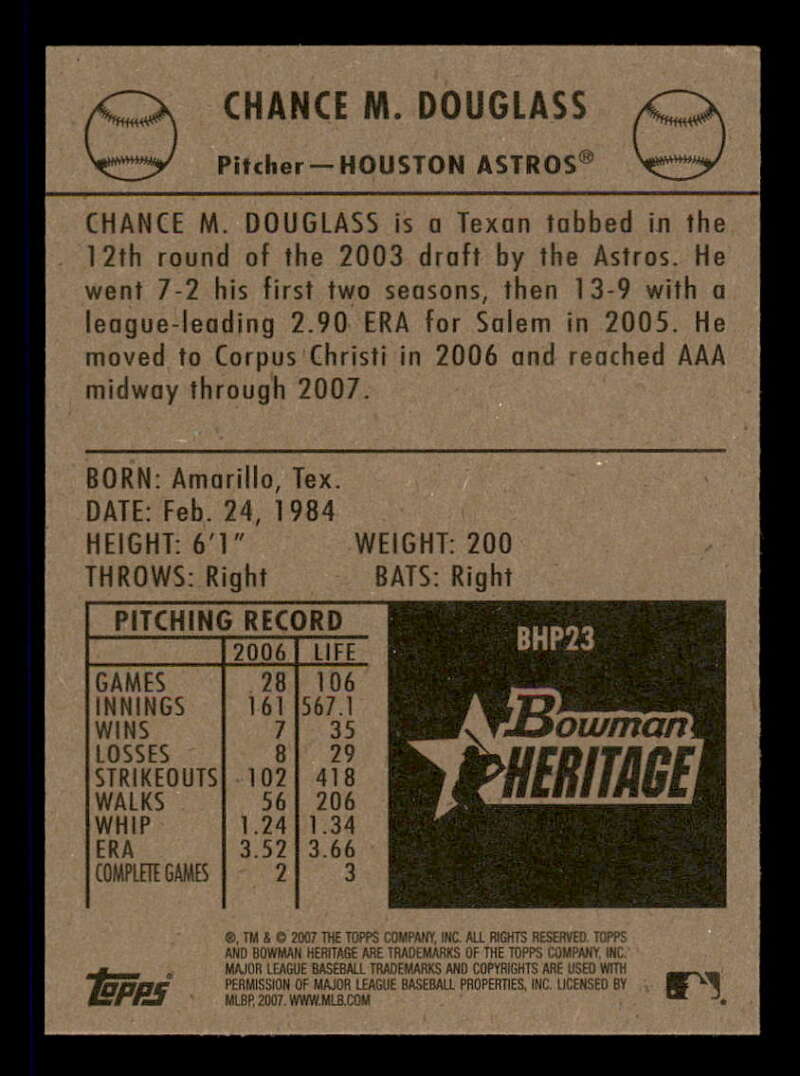 CHANCE M. DOUGLASS
Pitcher—HOUSTON ASTROS®
CHANCE M. DOUGLASS is a Texan tabbed in the
12th round of the 2003 draft by the Astros. He
went 7-2 his first two seasons, then 13-9 with a
league-leading 2.90 ERA for Salem in 2005. He
moved to Corpus Christi in 2006 and reached AAA
midway through 2007.
BORN: Amarillo, Tex.
DATE: Feb. 24, 1984
HEIGHT: 6'1" WEIGHT: 200
THROWS: Right BATS: Right
PITCHING RECORD
2006 LIFE
GAMES 28 106
INNINGS 161 567.1
WINS 7 35
LOSSES 8 29
STRIKEOUTS 102 418
WALKS 56 206
WHIP 1.24 1.34
ERA 3.52 3.66
COMPLETE GAMES 2 3
BHP23
Bowman
HERITAGE
®, TM & © 2007 THE TOPPS COMPANY, INC. ALL RIGHTS RESERVED. TOPPS
AND BOWMAN HERITAGE ARE TRADEMARKS OF THE TOPPS COMPANY, INC.
MAJOR LEAGUE BASEBALL TRADEMARKS AND COPYRIGHTS ARE USED WITH
PERMISSION OF MAJOR LEAGUE BASEBALL PROPERTIES, INC. LICENSED BY
MLBP, 2007. WWW.MLB.COM
Topps®